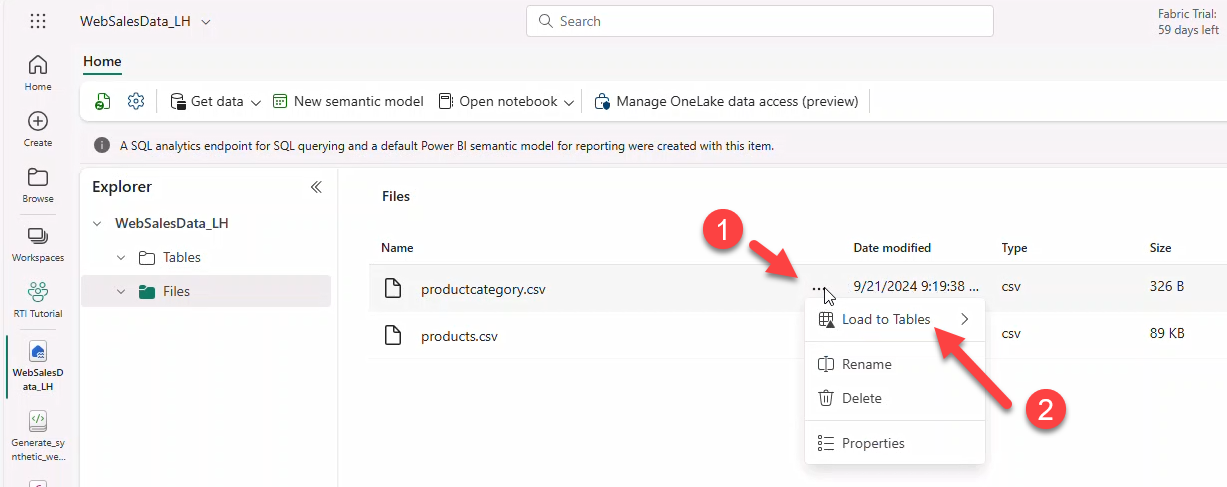 WebSalesData_LH
Search
Fabric Trial:
59 days left
Home
Home
Create
Browse
Workspaces
RTI Tutorial
WebSalesD
ata_LH
Generate_sy
nthetic_we...
Get data
New semantic model
Open notebook
Manage OneLake data access (preview)
A SQL analytics endpoint for SQL querying and a default Power BI semantic model for reporting were created with this item.
Explorer
WebSalesData_LH
Tables
Files
Files
1
Name Date modified Type Size
productcategory.csv ... 9/21/2024 9:19:38 ... csv 326 B
products.csv csv 89 KB
Load to Tables
Rename
Delete
Properties
2